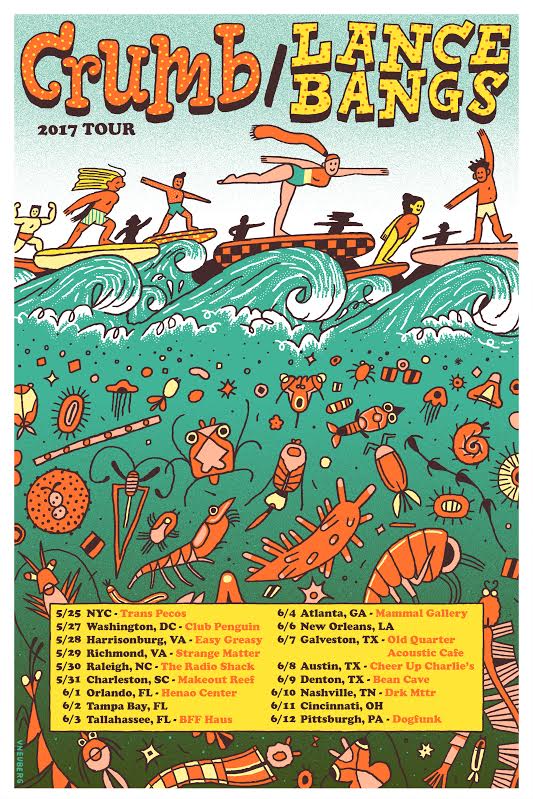 Crumb / LANCE BANGS
2017 TOUR
5/25 NYC - Trans Pecos
5/27 Washington, DC - Club Penguin
5/28 Harrisonburg, VA - Easy Greasy
5/29 Richmond, VA - Strange Matter
5/30 Raleigh, NC - The Radio Shack
5/31 Charleston, SC - Makeout Reef
6/1 Orlando, FL - Henao Center
6/2 Tampa Bay, FL
6/3 Tallahassee, FL - BFF Haus
6/4 Atlanta, GA - Mammal Gallery
6/6 New Orleans, LA
6/7 Galveston, TX - Old Quarter
Acoustic Cafe
6/8 Austin, TX - Cheer Up Charlie's
6/9 Denton, TX - Bean Cave
6/10 Nashville, TN - Drk Mttr
6/11 Cincinnati, OH
6/12 Pittsburgh, PA - Dogfunk
VNEUBERG